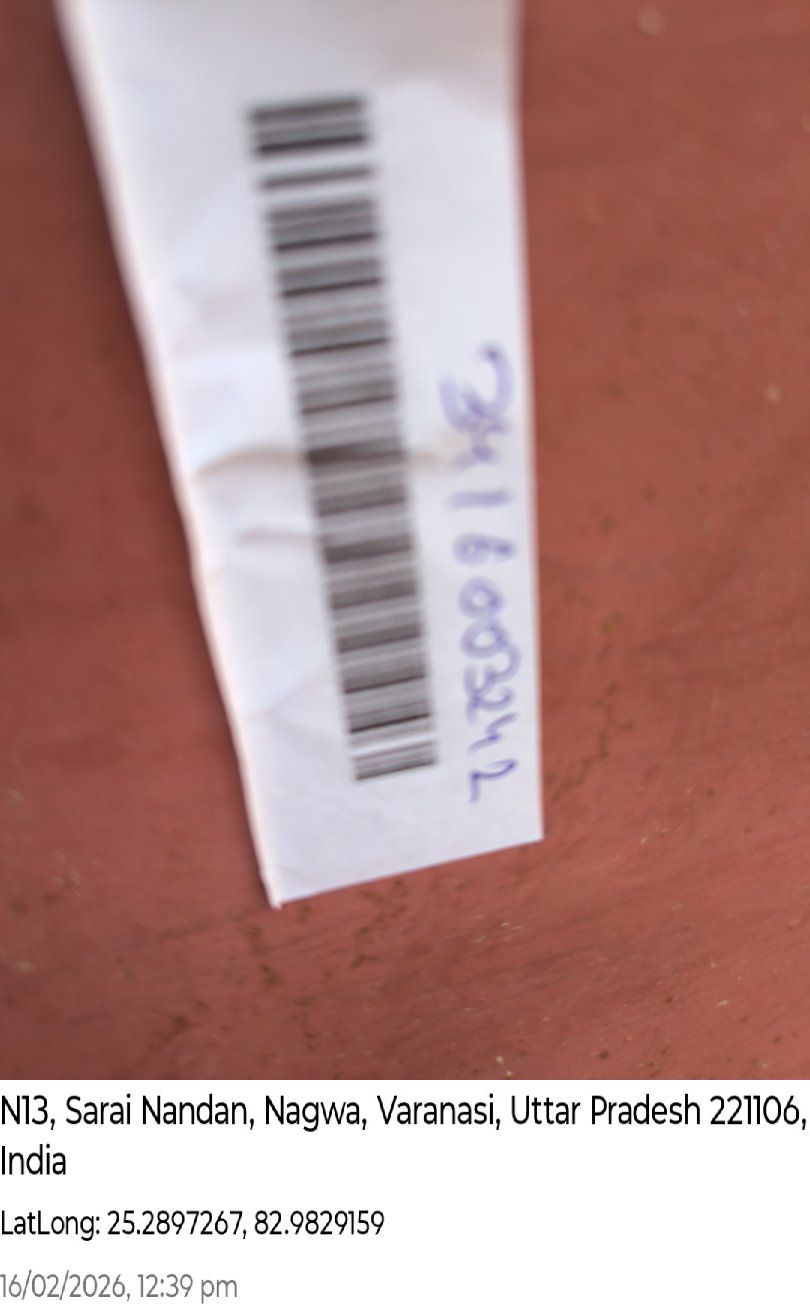 N13, Sarai Nandan, Nagwa, Varanasi, Uttar Pradesh 221106,
India
LatLong: 25.2897267, 82.9829159
16/02/2026, 12:39 pm